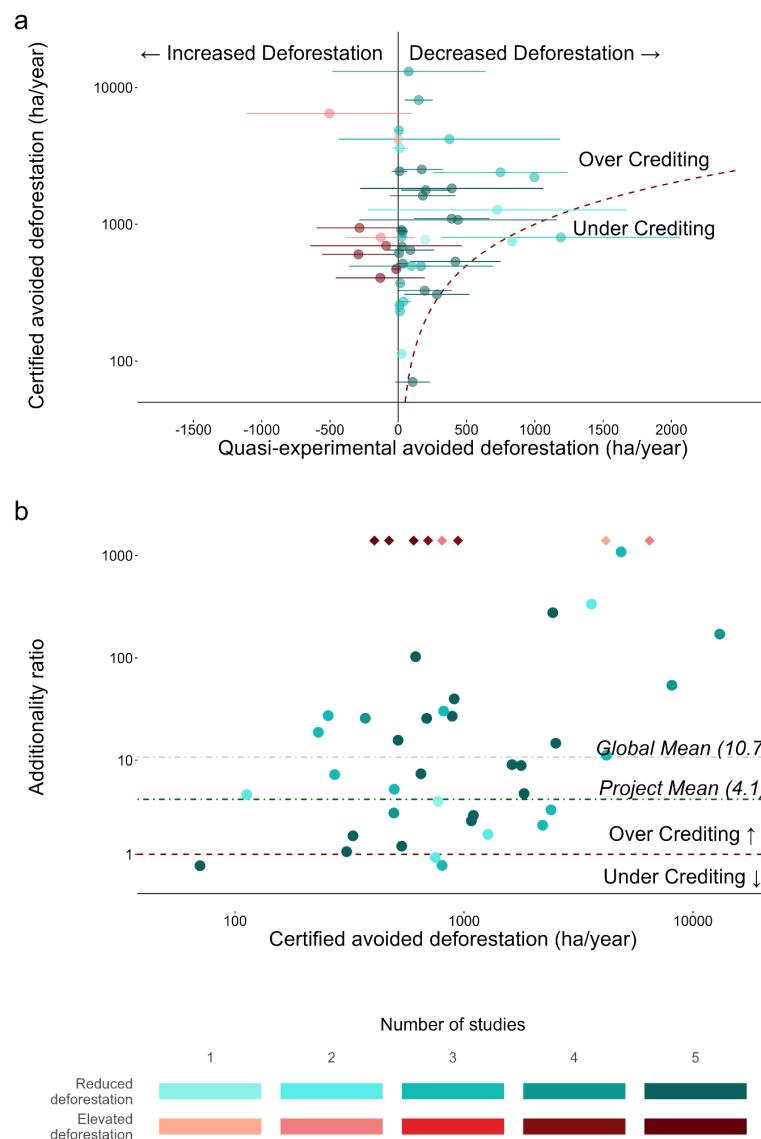 a
← Increased Deforestation
Decreased Deforestation →
Certified avoided deforestation (ha/year)
10000
1000
100
Over Crediting
Under Crediting
-1500 -1000 -500 0 500 1000 1500 2000
Quasi-experimental avoided deforestation (ha/year)
b
Additionality ratio
1000
100
10
1
Global Mean (10.7
Project Mean (4.1)
Over Crediting ↑
Under Crediting ↓
100 1000 10000
Certified avoided deforestation (ha/year)
Number of studies
1 2 3 4 5
Reduced
deforestation
Elevated
deforestation